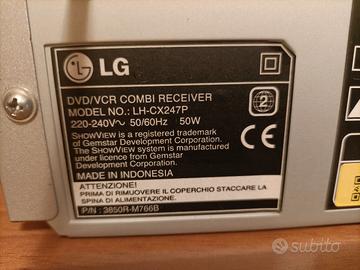 LG
DVD/VCR COMBI RECEIVER
MODEL NO.: LH-CX247P
220-240V~ 50/60Hz 50W
2
SHOWVIEW is a registered trademark
of Gemstar Development Corporation.
The SHOWVIEW system is manufactured
under licence from Gemstar
Development Corporation.
CE
MADE IN INDONESIA
ATTENZIONE!
PRIMA DI RIMUOVERE IL COPERCHIO STACCARE LA
SPINA DI ALIMENTAZIONE.
P/N : 3850R-M766B
subito